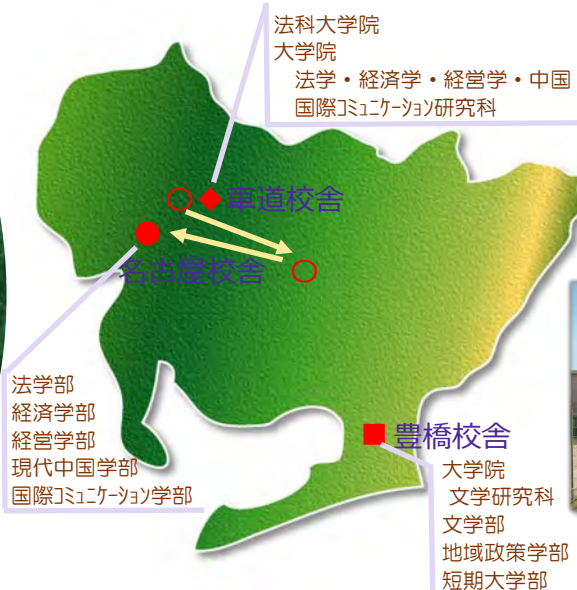 法科大学院
大学院
法学・経済学・経営学・中国
国際ｺﾐｭﾆｹｰｼｮﾝ研究科
車道校舎
名古屋校舎
法学部
経済学部
経営学部
現代中国学部
国際ｺﾐｭﾆｹｰｼｮﾝ学部
豊橋校舎
大学院
文学研究科
文学部
地域政策学部
短期大学部